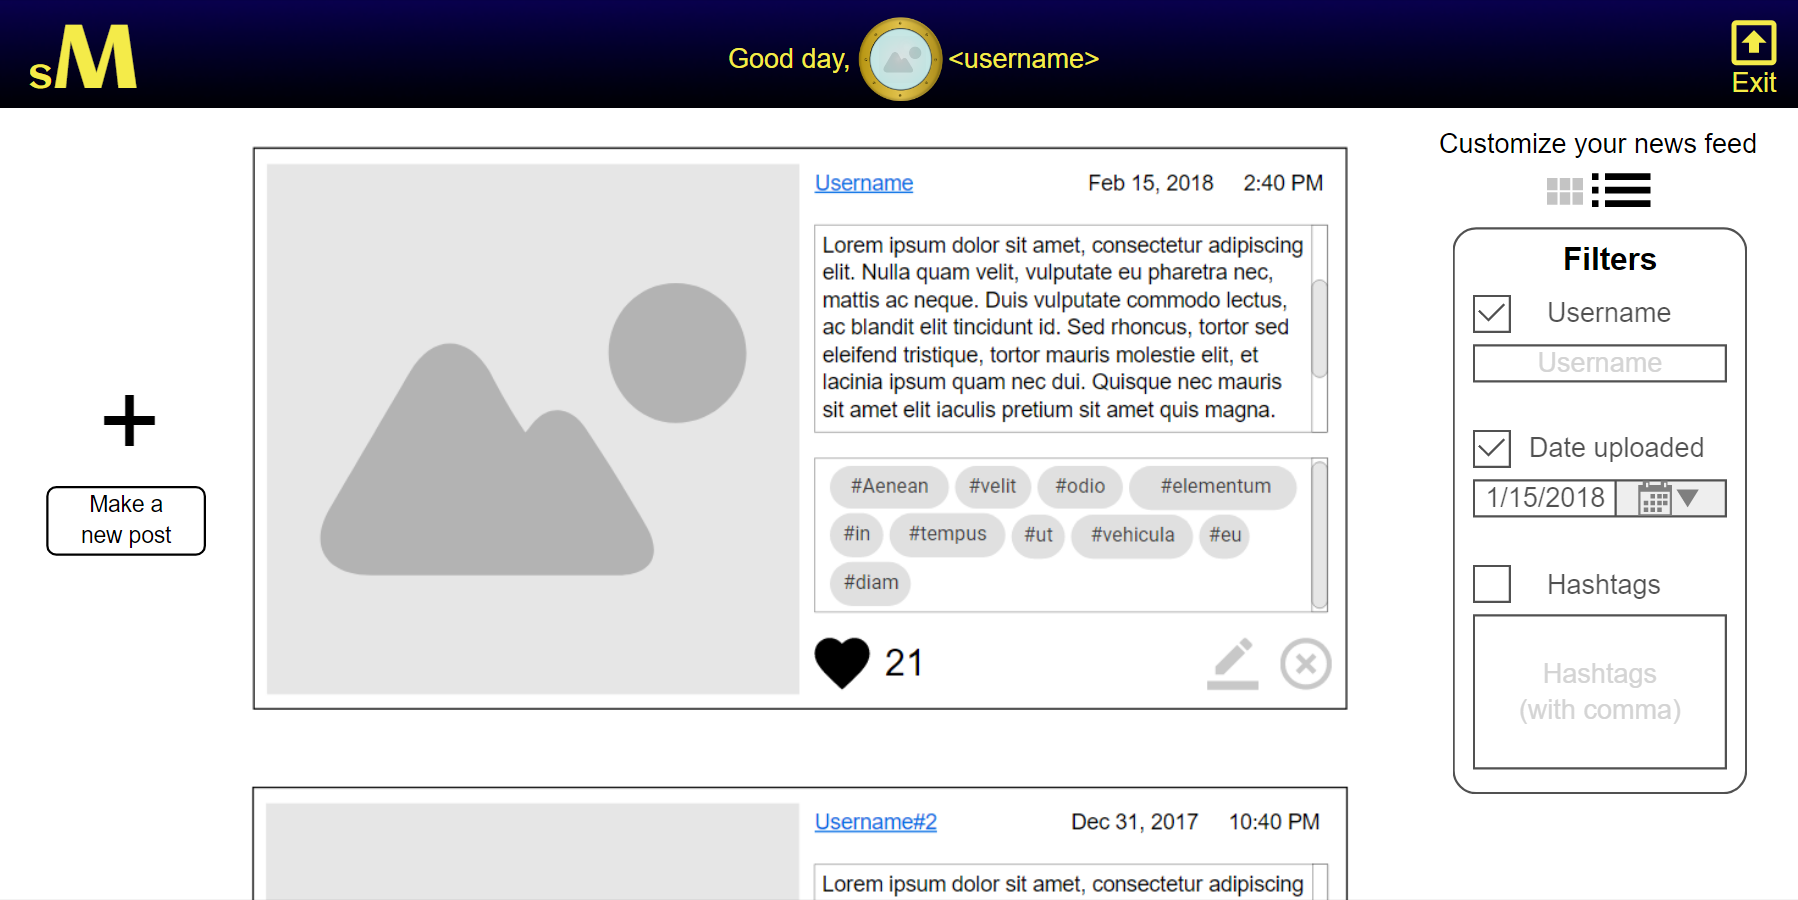 sM
Good day, <username>
Exit
Customize your news feed
Make a
new post
Username Feb 15, 2018 2:40 PM
Lorem ipsum dolor sit amet, consectetur adipiscing
elit. Nulla quam velit, vulputate eu pharetra nec,
mattis ac neque. Duis vulputate commodo lectus,
ac blandit elit tincidunt id. Sed rhoncus, tortor sed
eleifend tristique, tortor mauris molestie elit, et
lacinia ipsum quam nec dui. Quisque nec mauris
sit amet elit iaculis pretium sit amet quis magna.
#Aenean #velit #odio #elementum
#in #tempus #ut #vehicula #eu
#diam
21
Username#2 Dec 31, 2017 10:40 PM
Lorem ipsum dolor sit amet, consectetur adipiscing
Filters
Username
Username
Date uploaded
1/15/2018
Hashtags
Hashtags
(with comma)